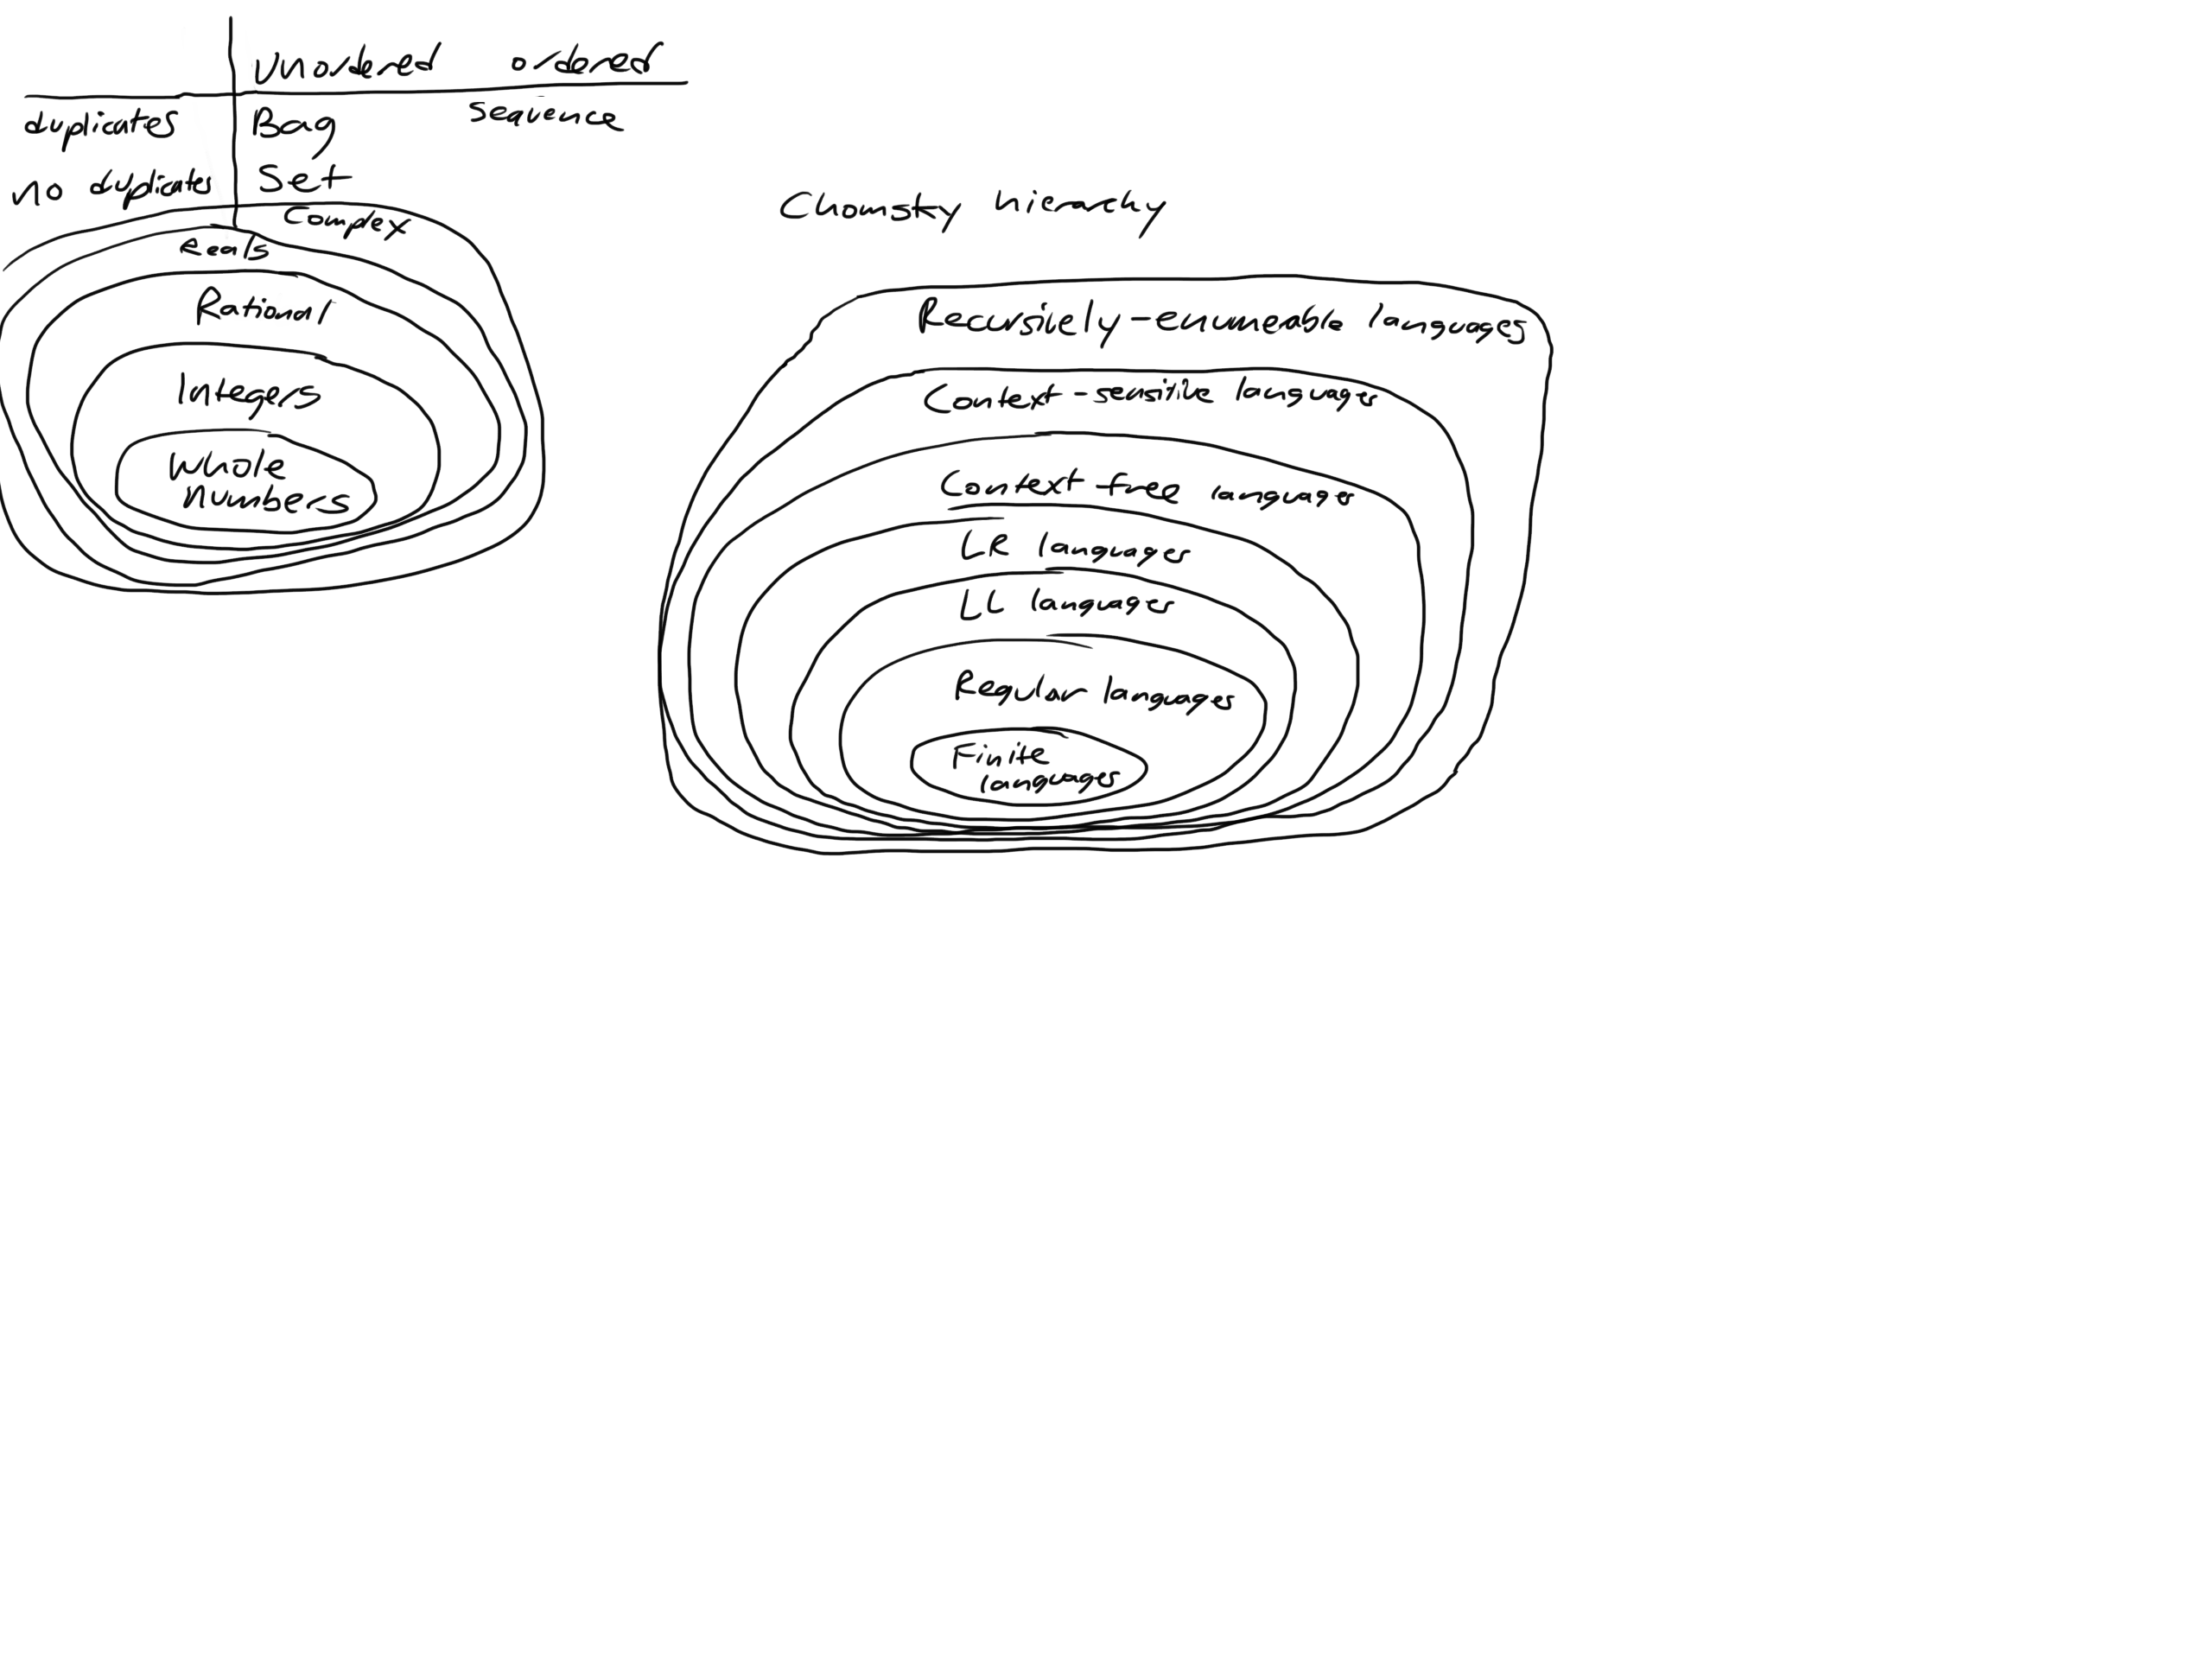 Unordered ordered
duplicates Bag sequence
no duplicates Set
Complex
Reals
Rational
Integers
Whole
numbers
Chomsky hierarchy
Recursively-enumeable languages
Context-sensitive languages
Context-free languages
LR languages
LL languages
Regular languages
Finite
languages